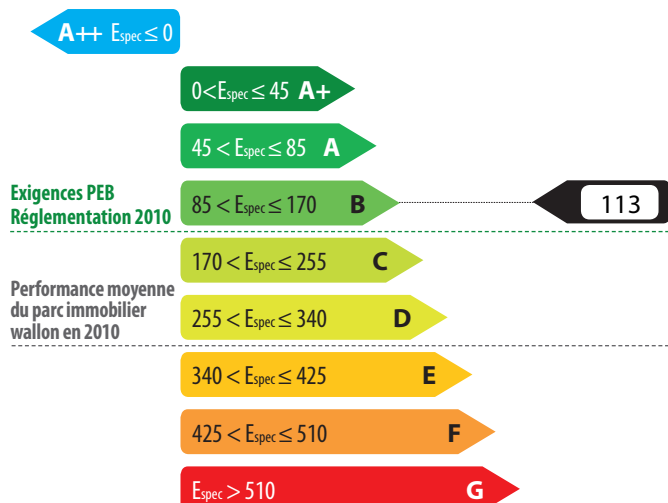 A++ Espec ≤ 0
0<Espec ≤ 45 A+
45 < Espec ≤ 85 A
Exigences PEB
Réglementation 2010
85 < Espec ≤ 170 B
113
170 < Espec ≤ 255 C
Performance moyenne
du parc immobilier
wallon en 2010
255 < Espec ≤ 340 D
340 < Espec ≤ 425 E
425 < Espec ≤ 510 F
Espec > 510 G